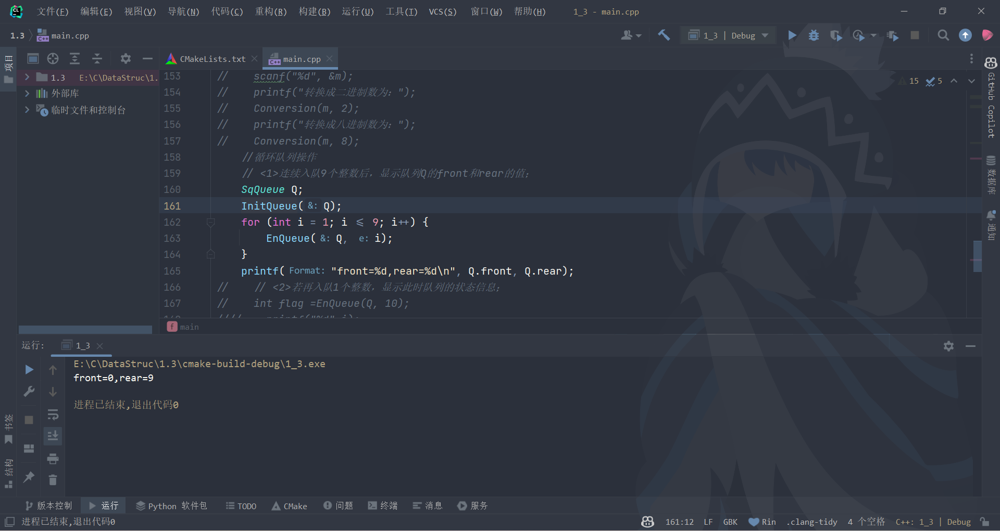 文件(F) 编辑(E) 视图(V) 导航(N) 代码(C) 重构(R) 构建(B) 运行(U) 工具(T) VCS(S) 窗口(W) 帮助(H) 1_3 - main.cpp
1.3 main.cpp 1_3 | Debug
项目
CMakeLists.txt main.cpp
1.3 E:\C\DataStruc\1.
外部库
临时文件和控制台
15 5
153 // scanf("%d", &m);
154 // printf("转换成二进制数为: ");
155 // Conversion(m, 2);
156 // printf("转换成八进制数为: ");
157 // Conversion(m, 8);
158 //循环队列操作
159 // <1>连续入队9个整数后, 显示队列Q的front和rear的值;
160 SqQueue Q;
161 InitQueue( &: Q);
162 for (int i = 1; i <= 9; i++) {
163 EnQueue( &: Q, e: i);
164 }
165 printf( Format: "front=%d,rear=%d\n", Q.front, Q.rear);
166 // // <2>若再入队1个整数, 显示此时队列的状态信息;
167 // int flag =EnQueue(Q, 10);
main
GitHub Copilot
数据库
通知
运行: 1_3
E:\C\DataStruc\1.3\cmake-build-debug\1_3.exe
front=0,rear=9
进程已结束,退出代码0
书签
结构
版本控制 运行 Python 软件包 TODO CMake 问题 终端 消息 服务
进程已结束,退出代码0 161:12 LF GBK Rin .clang-tidy 4 个空格 C++: 1_3 | Debug